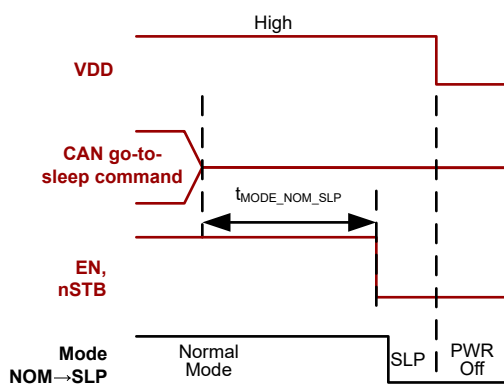 High
VDD
CAN go-to-
sleep command
tMODE_NOM_SLP
EN,
nSTB
Mode
NOM→SLP
Normal
Mode
SLP
PWR
Off